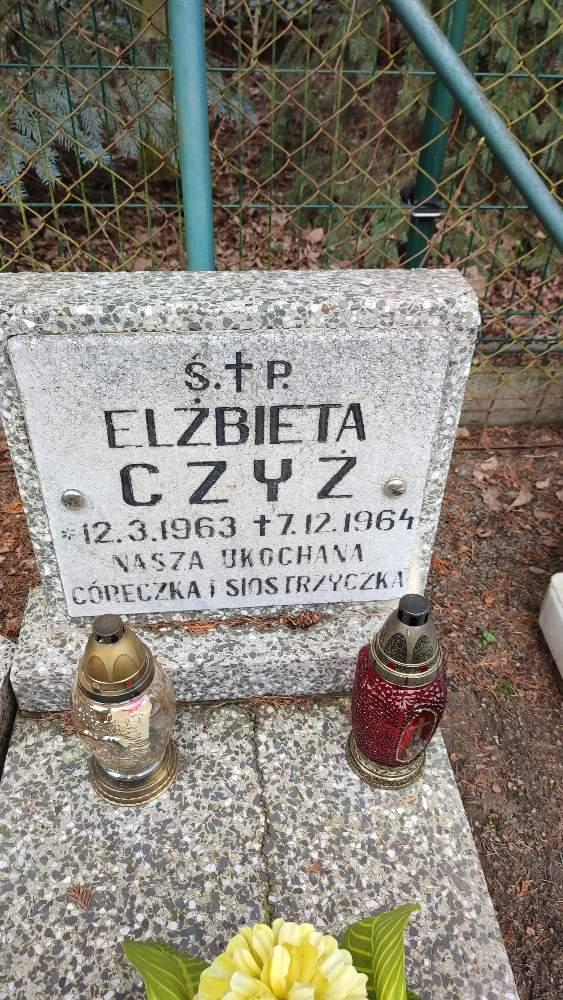 Ś. † P.
ELŻBIETA
CZYŻ
*12.3.1963 †7.12.1964
NASZA UKOCHANA
CÓRECZKA I SIOSTRZYCZKA